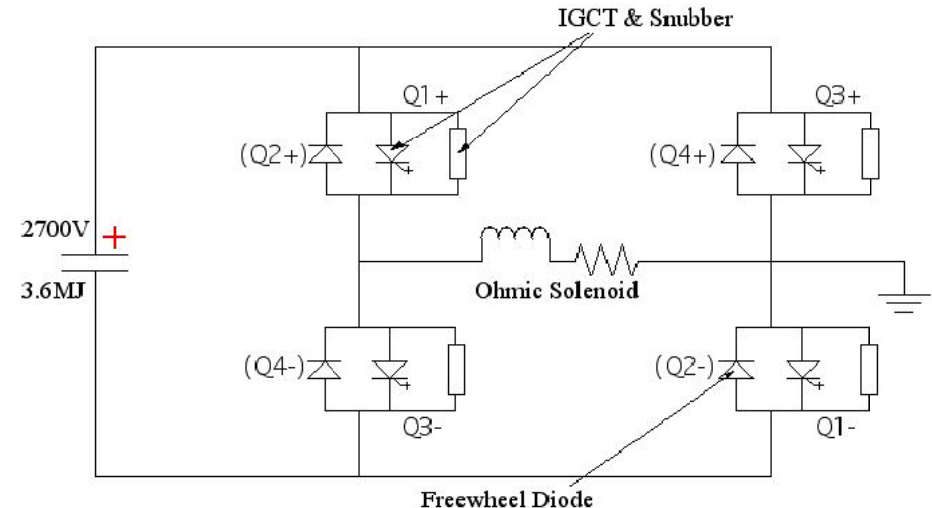 IGCT & Snubber
Q1+
Q3+
(Q2+)
(Q4+)
2700V +
3.6MJ
Ohmic Solenoid
(Q4-)
(Q2-)
Q3-
Q1-
Freewheel Diode